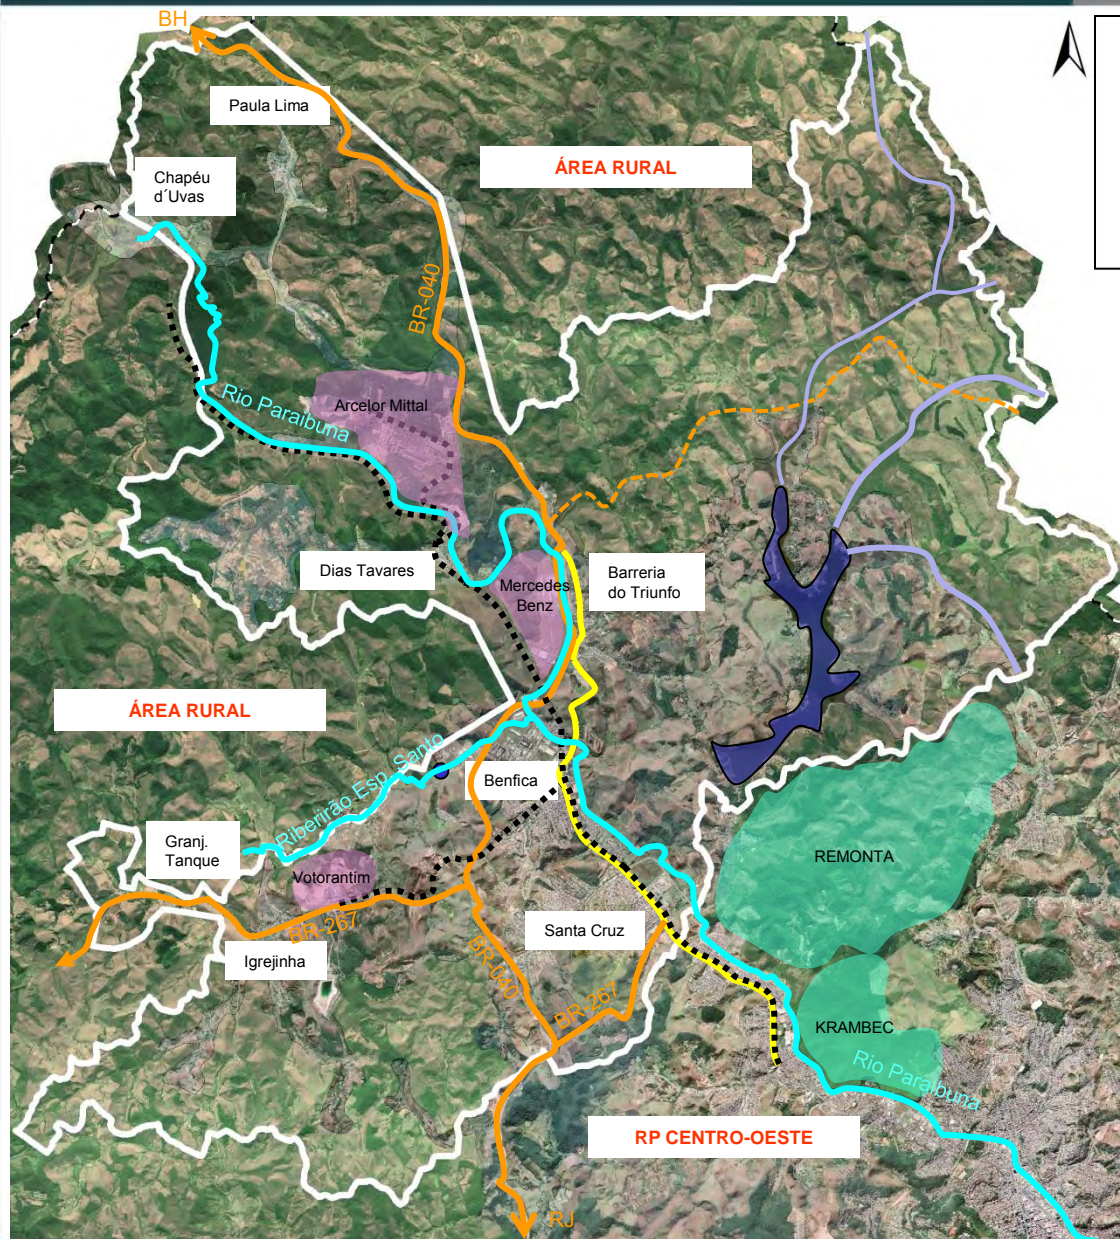 BH
Paula Lima
ÁREA RURAL
Chapéu
d´Uvas
BR-040
Rio Paraibuna
Arcelor Mittal
Dias Tavares
Mercedes
Benz
Barreria
do Triunfo
ÁREA RURAL
Riberirão Esp. Santo
Benfica
Granj.
Tanque
Votorantim
REMONTA
BR-267
Santa Cruz
Igrejinha
BR-040
BR-267
KRAMBEC
Rio Paraibuna
RP CENTRO-OESTE
RJ